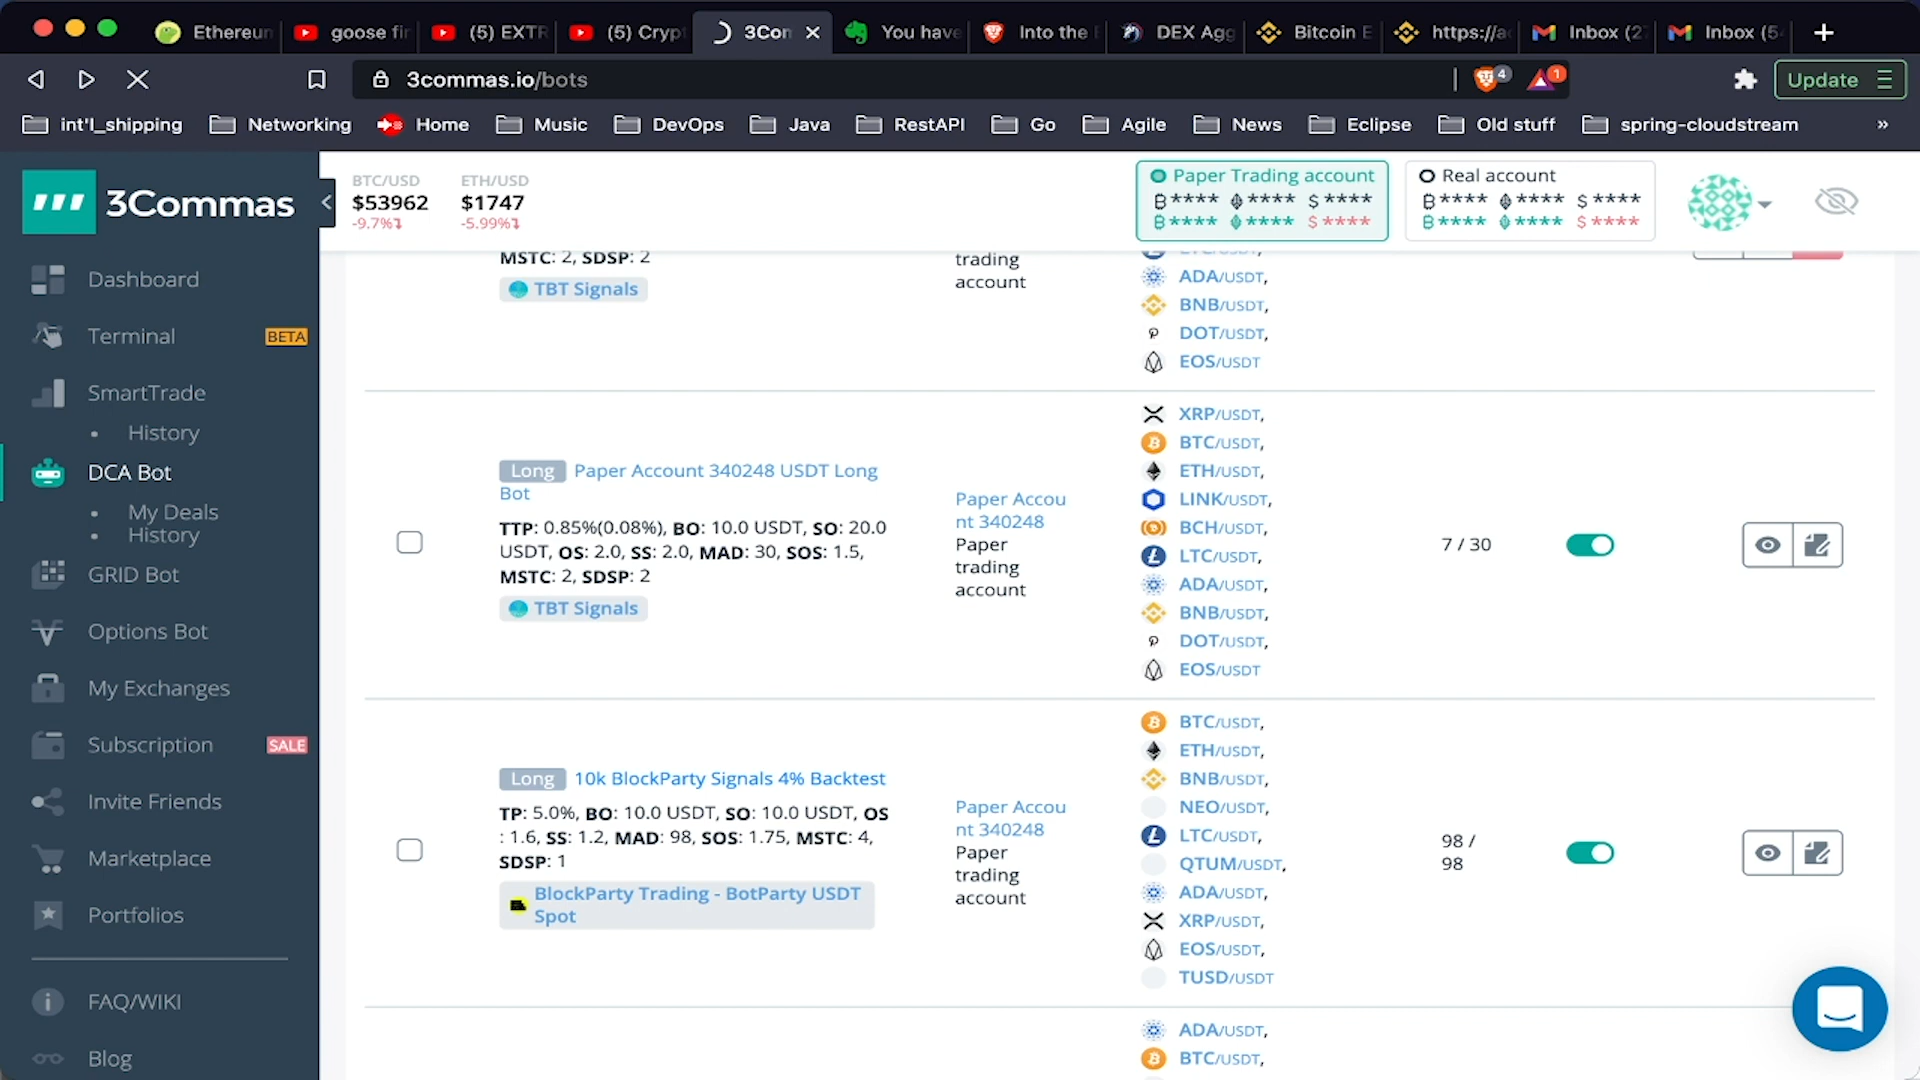 Ethereun
goose fir
(5) EXTR
(5) Crypt
3Com
You have
Into the
DEX Agg
Bitcoin E
https://a
Inbox (2
Inbox (5
3commas.io/bots
4
1
Update
int'l_shipping
Networking
Home
Music
DevOps
Java
RestAPI
Go
Agile
News
Eclipse
Old stuff
spring-cloudstream
»
3Commas
BTC/USD
$53962
-9.7%
ETH/USD
$1747
-5.99%
Paper Trading account
**** **** $ ****
**** **** $ ****
Real account
**** **** $ ****
**** **** $ ****
Dashboard
Terminal
BETA
SmartTrade
• History
DCA Bot
• My Deals
• History
GRID Bot
Options Bot
My Exchanges
Subscription
SALE
Invite Friends
Marketplace
Portfolios
FAQ/WIKI
Blog
MSTC: 2, SDSP: 2
TBT Signals
trading
account
ADA/USDT,
BNB/USDT,
DOT/USDT,
EOS/USDT
Long Paper Account 340248 USDT Long
Bot
TTP: 0.85%(0.08%), BO: 10.0 USDT, SO: 20.0
USDT, OS: 2.0, SS: 2.0, MAD: 30, SOS: 1.5,
MSTC: 2, SDSP: 2
TBT Signals
Paper Accou
nt 340248
Paper
trading
account
XRP/USDT,
BTC/USDT,
ETH/USDT,
LINK/USDT,
BCH/USDT,
LTC/USDT,
ADA/USDT,
BNB/USDT,
DOT/USDT,
EOS/USDT
7 / 30
Long 10k BlockParty Signals 4% Backtest
TP: 5.0%, BO: 10.0 USDT, SO: 10.0 USDT, OS
: 1.6, SS: 1.2, MAD: 98, SOS: 1.75, MSTC: 4,
SDSP: 1
BlockParty Trading - BotParty USDT
Spot
Paper Accou
nt 340248
Paper
trading
account
BTC/USDT,
ETH/USDT,
BNB/USDT,
NEO/USDT,
LTC/USDT,
QTUM/USDT,
ADA/USDT,
XRP/USDT,
EOS/USDT,
TUSD/USDT
98 /
98
ADA/USDT,
BTC/USDT,